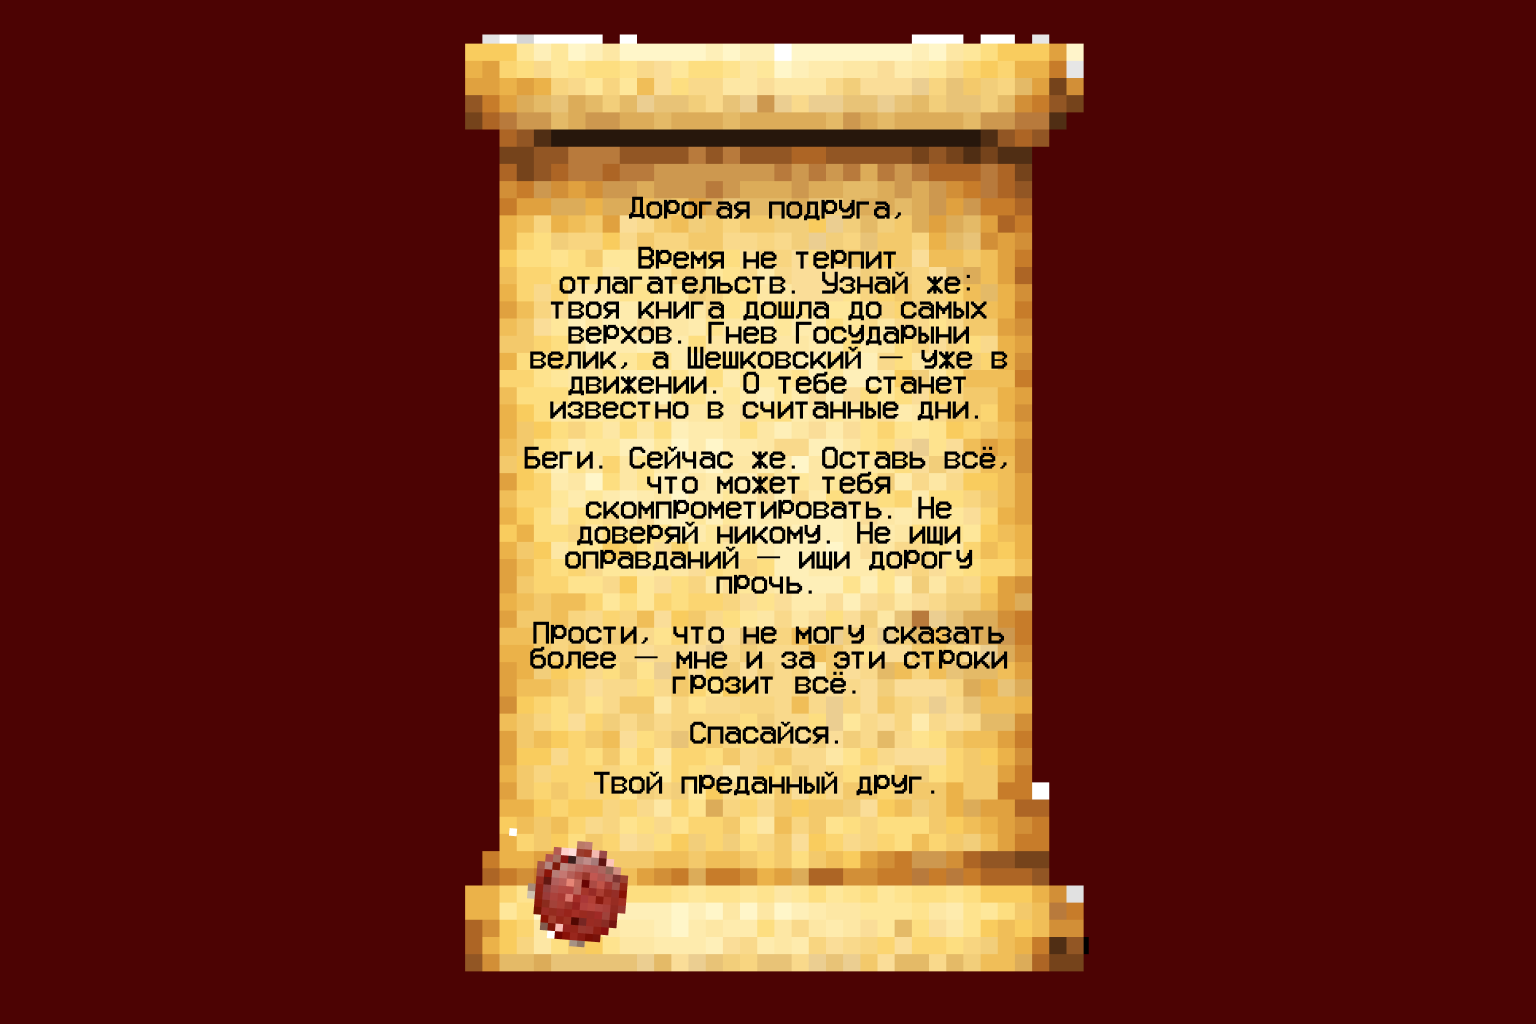 Дорогая подруга,
Время не терпит
отлагательств. Узнай же:
твоя книга дошла до самых
верхов. Гнев Государыни
велик, а Шешковский — уже в
движении. О тебе станет
известно в считанные дни.
Беги. Сейчас же. Оставь всё,
что может тебя
скомпрометировать. Не
доверяй никому. Не ищи
оправданий — ищи дорогу
прочь.
Прости, что не могу сказать
более — мне и за эти строки
грозит всё.
Спасайся.
Твой преданный друг.